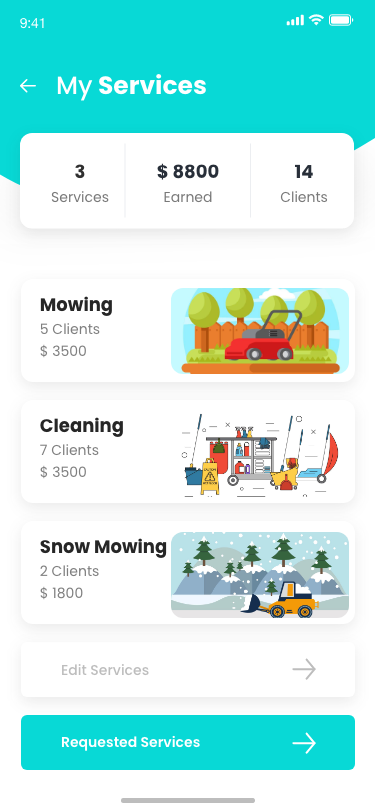 9:41
My Services
3
$ 8800
14
Services
Earned
Clients
Mowing
5 Clients
$ 3500
Cleaning
7 Clients
$ 3500
Snow Mowing
2 Clients
$ 1800
Edit Services
Requested Services